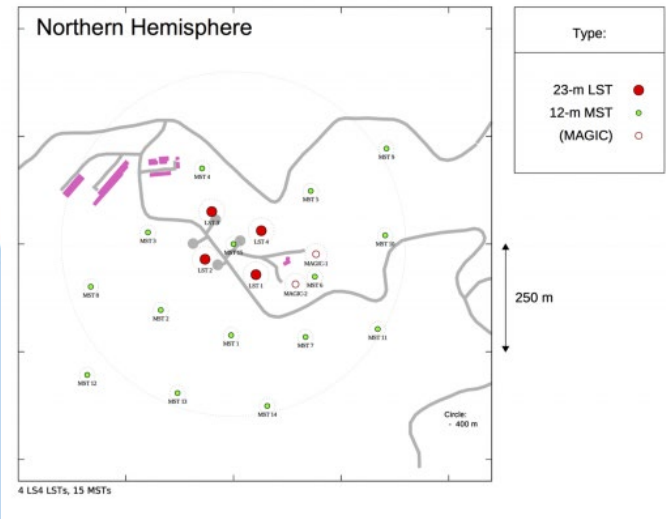 Northern Hemisphere
Type:
23-m LST
12-m MST
(MAGIC)
MST 9
MST 4
MST 5
LST 3
LST 4
MST 3
MST 15
MST 10
MAGIC-1
LST 2
LST 1
MST 6
MAGIC-2
MST 8
250 m
MST 2
MST 11
MST 1
MST 7
MST 12
MST 13
MST 14
Circle:
- 400 m
4 LS4 LSTs, 15 MSTs